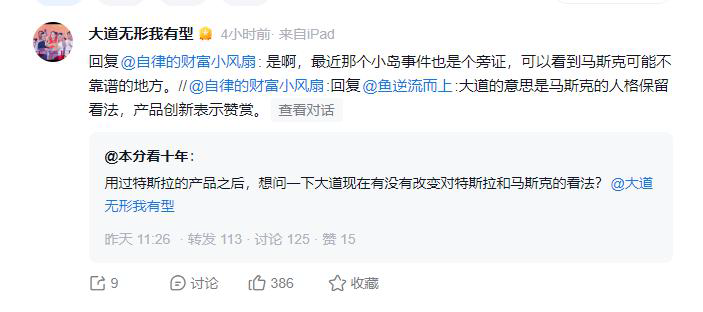 大道无形我有型
4小时前· 来自iPad
回复@自律的财富小风扇: 是啊，最近那个小岛事件也是个旁证，可以看到马斯克可能不
靠谱的地方。//@自律的财富小风扇:回复@鱼逆流而上:大道的意思是马斯克的人格保留
看法，产品创新表示赞赏。 查看对话
@本分看十年：
用过特斯拉的产品之后，想问一下大道现在有没有改变对特斯拉和马斯克的看法？@大道
无形我有型
昨天 11:26 · 转发 113 · 讨论 125 · 赞 15
9 讨论 386 收藏